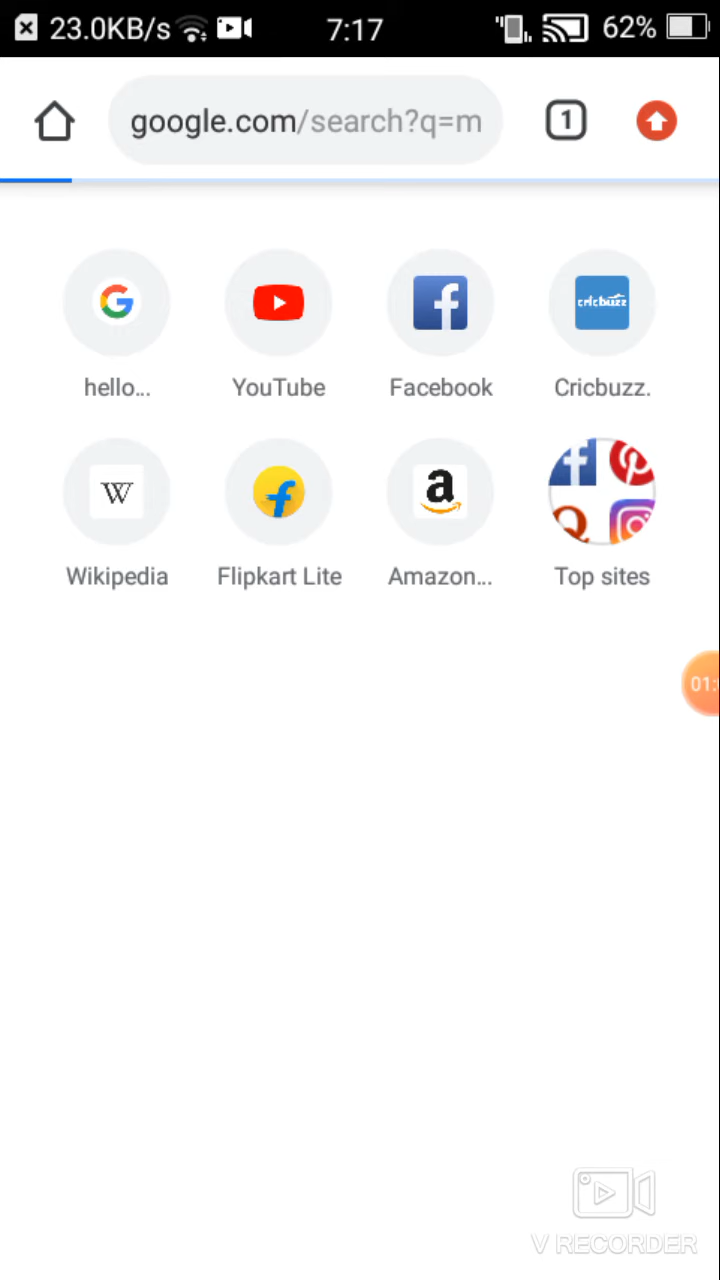 23.0KB/s 7:17 62%
google.com/search?q=m 1
cricbuzz
hello... YouTube Facebook Cricbuzz.
W f a
Wikipedia Flipkart Lite Amazon... Top sites
01:
V RECORDER